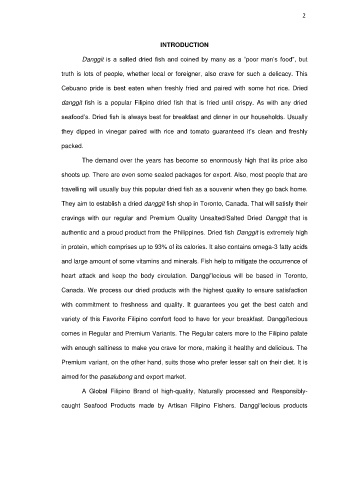 2
INTRODUCTION
Danggit is a salted dried fish and coined by many as a "poor man's food", but
truth is lots of people, whether local or foreigner, also crave for such a delicacy. This
Cebuano pride is best eaten when freshly fried and paired with some hot rice. Dried
danggit fish is a popular Filipino dried fish that is fried until crispy. As with any dried
seafood's. Dried fish is always best for breakfast and dinner in our households. Usually
they dipped in vinegar paired with rice and tomato guaranteed it's clean and freshly
packed.
The demand over the years has become so enormously high that its price also
shoots up. There are even some sealed packages for export. Also, most people that are
travelling will usually buy this popular dried fish as a souvenir when they go back home.
They aim to establish a dried danggit fish shop in Toronto, Canada. That will satisfy their
cravings with our regular and Premium Quality Unsalted/Salted Dried Danggit that is
authentic and a proud product from the Philippines. Dried fish Danggit is extremely high
in protein, which comprises up to 93% of its calories. It also contains omega-3 fatty acids
and large amount of some vitamins and minerals. Fish help to mitigate the occurrence of
heart attack and keep the body circulation. Danggi'locious will be based in Toronto,
Canada. We process our dried products with the highest quality to ensure satisfaction
with commitment to freshness and quality. It guarantees you get the best catch and
variety of this Favorite Filipino comfort food to have for your breakfast. Danggi'locious
comes in Regular and Premium Variants. The Regular caters more to the Filipino palate
with enough saltiness to make you crave for more, making it healthy and delicious. The
Premium variant, on the other hand, suits those who prefer lesser salt on their diet. It is
aimed for the pasalubong and export market.
A Global Filipino Brand of high-quality, Naturally processed and Responsibly-
caught Seafood Products made by Artisan Filipino Fishers. Danggi'locious products